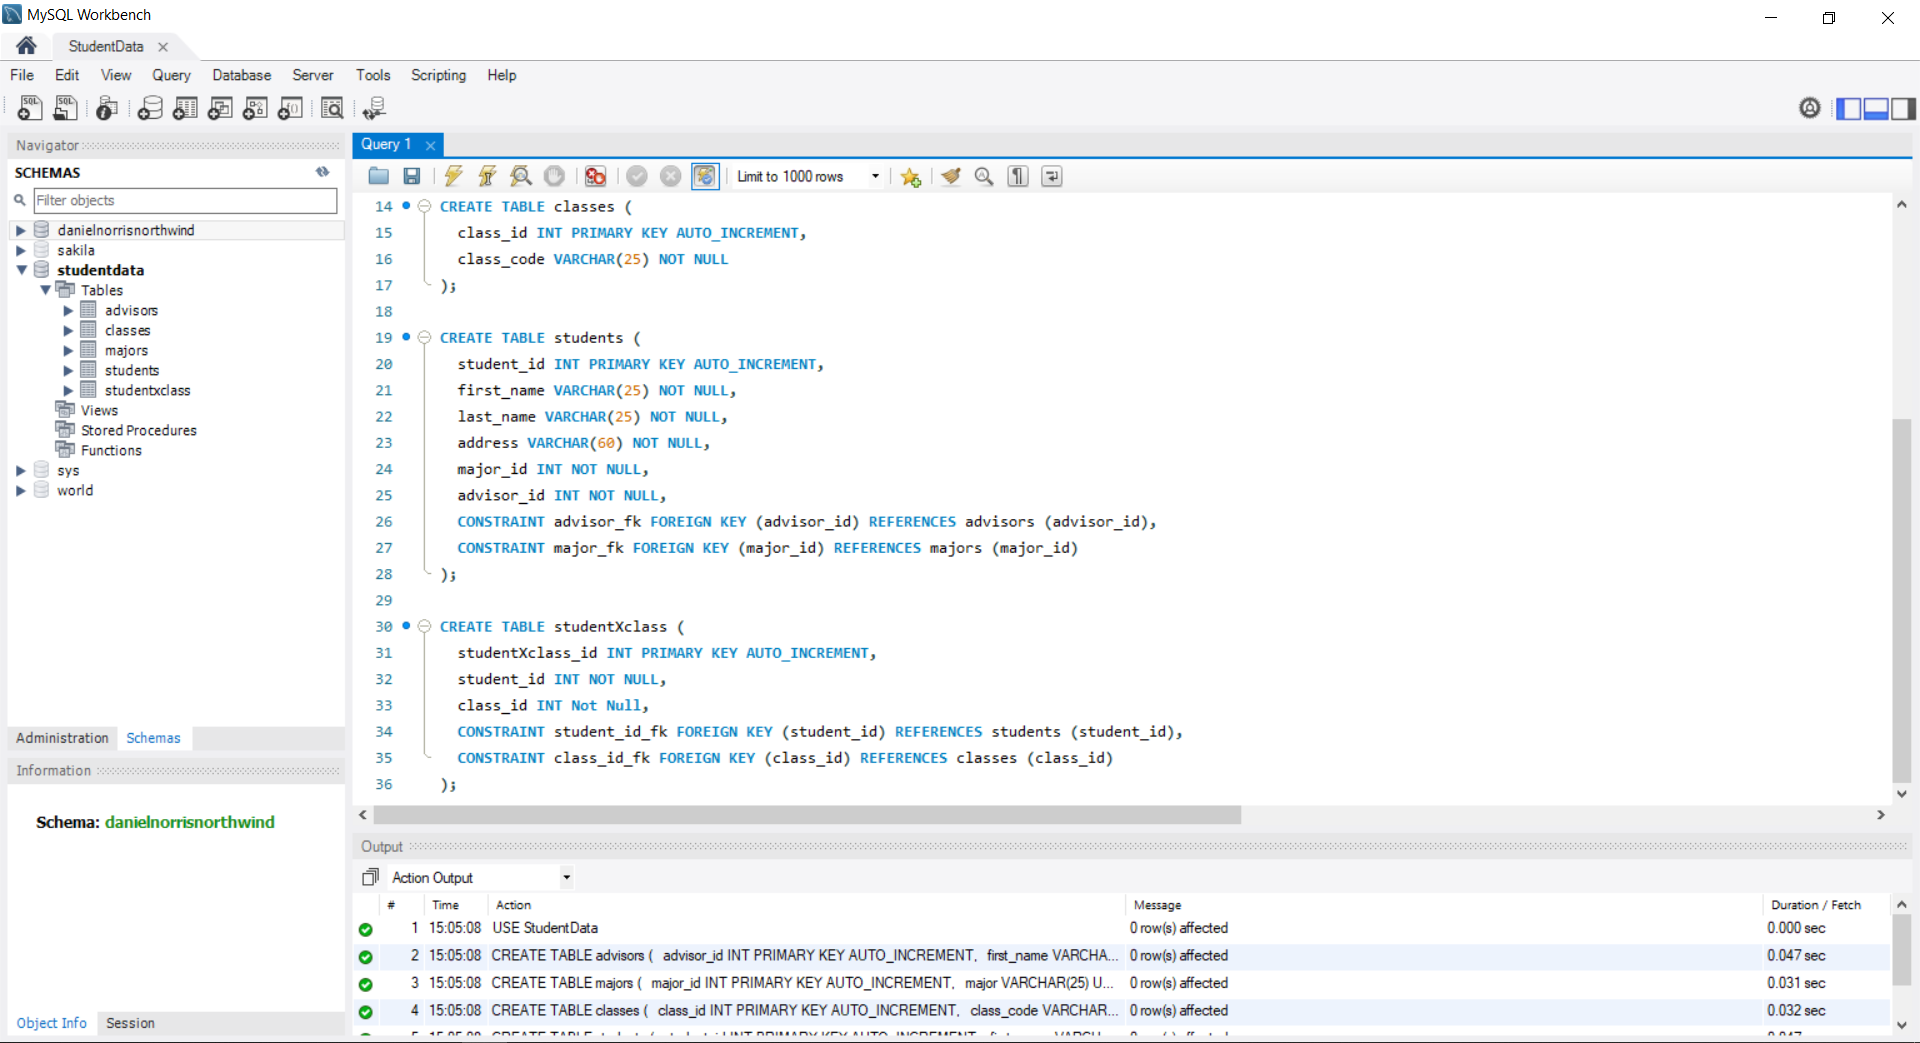 MySQL Workbench
StudentData
File Edit View Query Database Server Tools Scripting Help
Navigator
SCHEMAS
Filter objects
danielnorrisnorthwind
sakila
studentdata
Tables
advisors
classes
majors
students
studentxclass
Views
Stored Procedures
Functions
sys
world
Administration Schemas
Information
Schema: danielnorrisnorthwind
Object Info Session
Query 1
Limit to 1000 rows
14 CREATE TABLE classes (
15 class_id INT PRIMARY KEY AUTO_INCREMENT,
16 class_code VARCHAR(25) NOT NULL
17 );
18
19 CREATE TABLE students (
20 student_id INT PRIMARY KEY AUTO_INCREMENT,
21 first_name VARCHAR(25) NOT NULL,
22 last_name VARCHAR(25) NOT NULL,
23 address VARCHAR(60) NOT NULL,
24 major_id INT NOT NULL,
25 advisor_id INT NOT NULL,
26 CONSTRAINT advisor_fk FOREIGN KEY (advisor_id) REFERENCES advisors (advisor_id),
27 CONSTRAINT major_fk FOREIGN KEY (major_id) REFERENCES majors (major_id)
28 );
29
30 CREATE TABLE studentXclass (
31 studentXclass_id INT PRIMARY KEY AUTO_INCREMENT,
32 student_id INT NOT NULL,
33 class_id INT Not Null,
34 CONSTRAINT student_id_fk FOREIGN KEY (student_id) REFERENCES students (student_id),
35 CONSTRAINT class_id_fk FOREIGN KEY (class_id) REFERENCES classes (class_id)
36 );
Output
Action Output
# Time Action Message Duration / Fetch
1 15:05:08 USE StudentData 0 row(s) affected 0.000 sec
2 15:05:08 CREATE TABLE advisors ( advisor_id INT PRIMARY KEY AUTO_INCREMENT, first_name VARCHA... 0 row(s) affected 0.047 sec
3 15:05:08 CREATE TABLE majors ( major_id INT PRIMARY KEY AUTO_INCREMENT, major VARCHAR(25) U... 0 row(s) affected 0.031 sec
4 15:05:08 CREATE TABLE classes ( class_id INT PRIMARY KEY AUTO_INCREMENT, class_code VARCHAR... 0 row(s) affected 0.032 sec